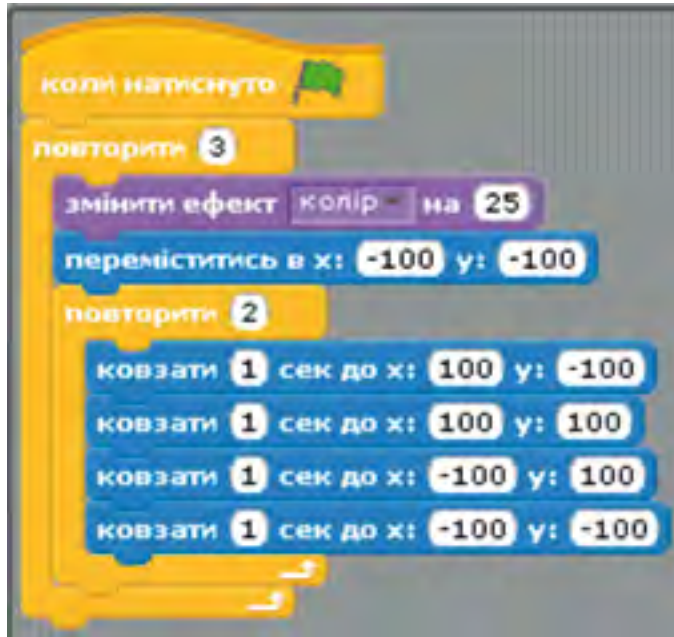 коли натиснуто
повторити 3
змінити ефект колір на 25
переміститись в x: -100 y: -100
повторити 2
ковзати 1 сек до x: 100 y: -100
ковзати 1 сек до x: 100 y: 100
ковзати 1 сек до x: -100 y: 100
ковзати 1 сек до x: -100 y: -100